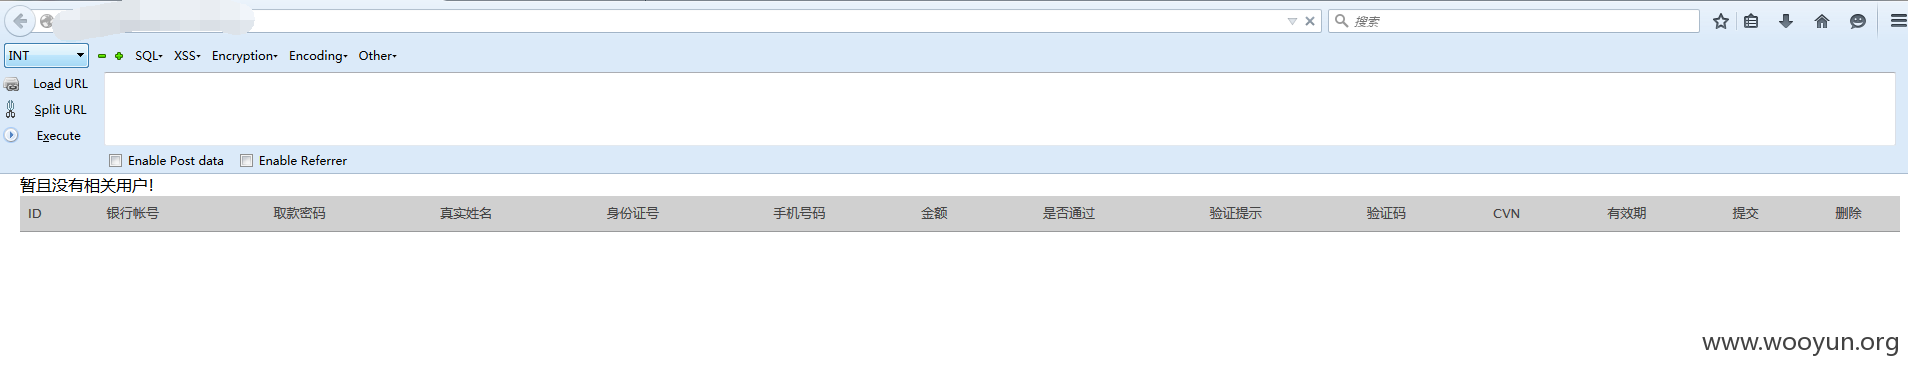 搜索
INT SQL XSS Encryption Encoding Other
Load URL
Split URL
Execute
Enable Post data Enable Referrer
暂且没有相关用户!
ID 银行帐号 取款密码 真实姓名 身份证号 手机号码 金额 是否通过 验证提示 验证码 CVN 有效期 提交 删除
www.wooyun.org